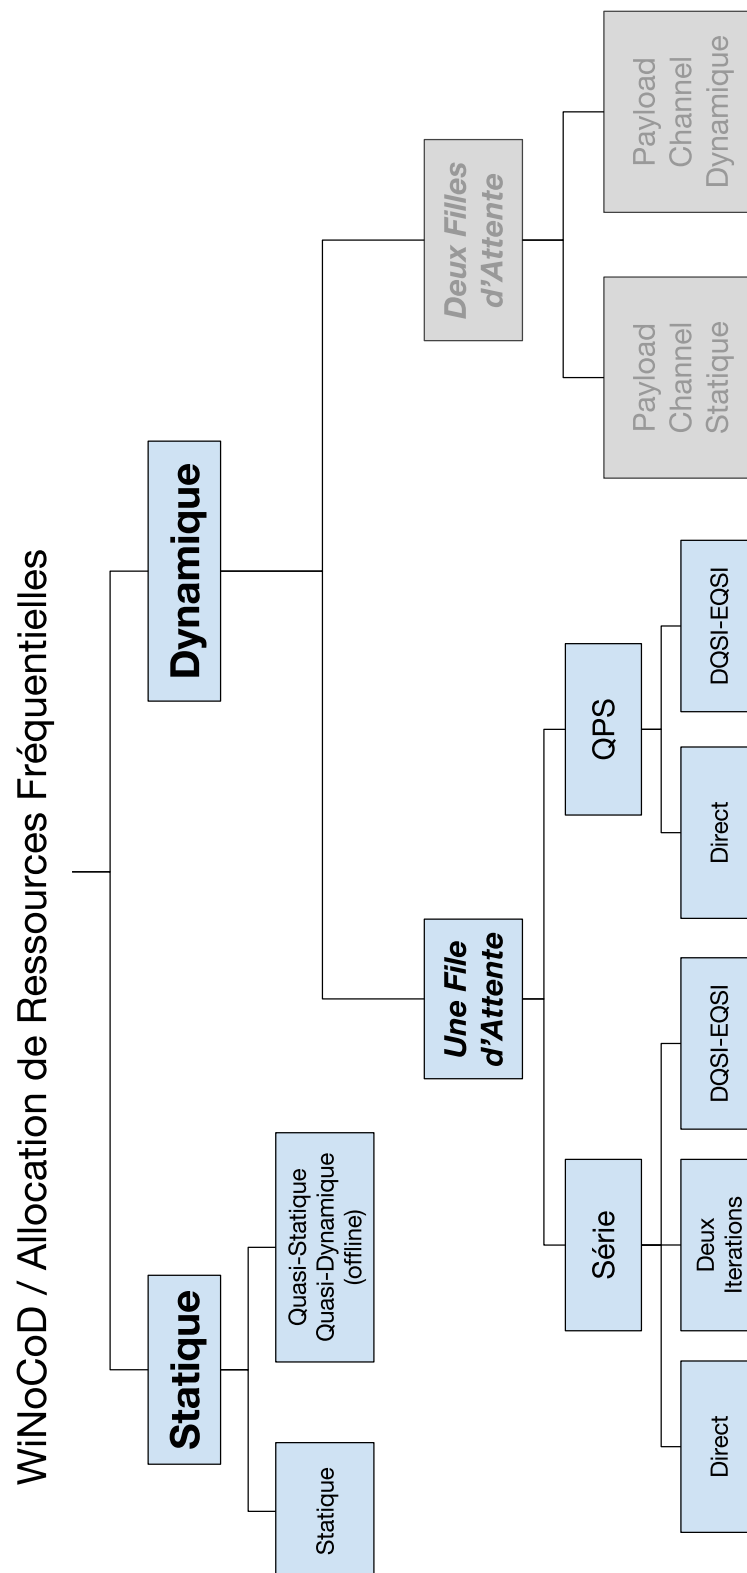 WiNoCoD / Allocation de Ressources Fréquentielles
Statique
Dynamique
Statique
Quasi-Statique
Quasi-Dynamique
(offline)
Une File
d'Attente
Deux Filles
d'Attente
Série
QPS
Payload
Channel
Statique
Payload
Channel
Dynamique
Direct
Deux
Iterations
DQSI-EQSI
Direct
DQSI-EQSI